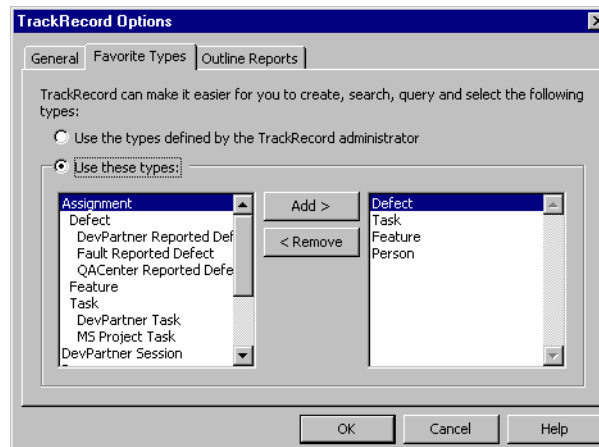 TrackRecord Options
General
Favorite Types
Outline Reports
TrackRecord can make it easier for you to create, search, query and select the following
types:
Use the types defined by the TrackRecord administrator
Use these types:
Assignment
Defect
DevPartner Reported Def
Fault Reported Defect
QACenter Reported Defe
Feature
Task
DevPartner Task
MS Project Task
DevPartner Session
Add >
< Remove
Defect
Task
Feature
Person
OK
Cancel
Help